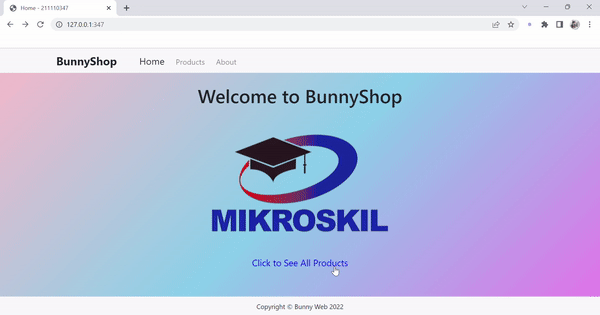 Home - 211110347
127.0.0.1:347
BunnyShop Home Products About
Welcome to BunnyShop
MIKROSKIL
Click to See All Products
Copyright © Bunny Web 2022